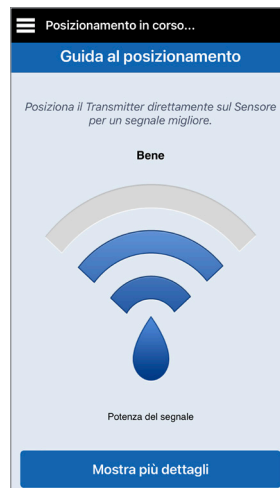 Posizionamento in corso...
Guida al posizionamento
Posiziona il Transmitter direttamente sul Sensore
per un segnale migliore.
Bene
Potenza del segnale
Mostra più dettagli